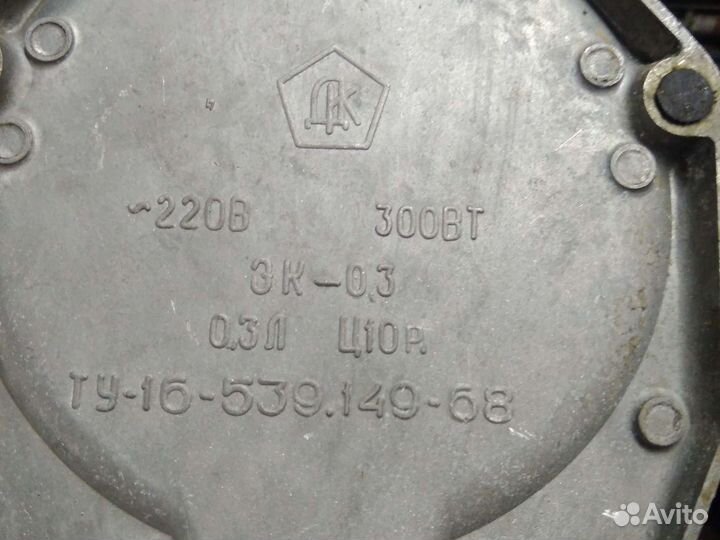 ДК
~220В 300ВТ
ЭК-0,3
0,3Л Ц10Р.
ТУ-16-539.149-68
Avito